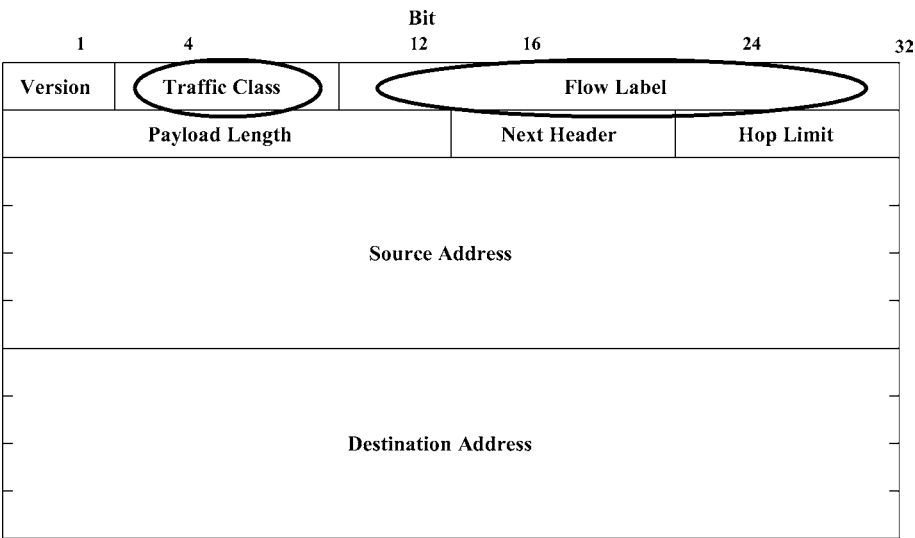 Bit
1 4 12 16 24 32
Version Traffic Class Flow Label
Payload Length Next Header Hop Limit
Source Address
Destination Address